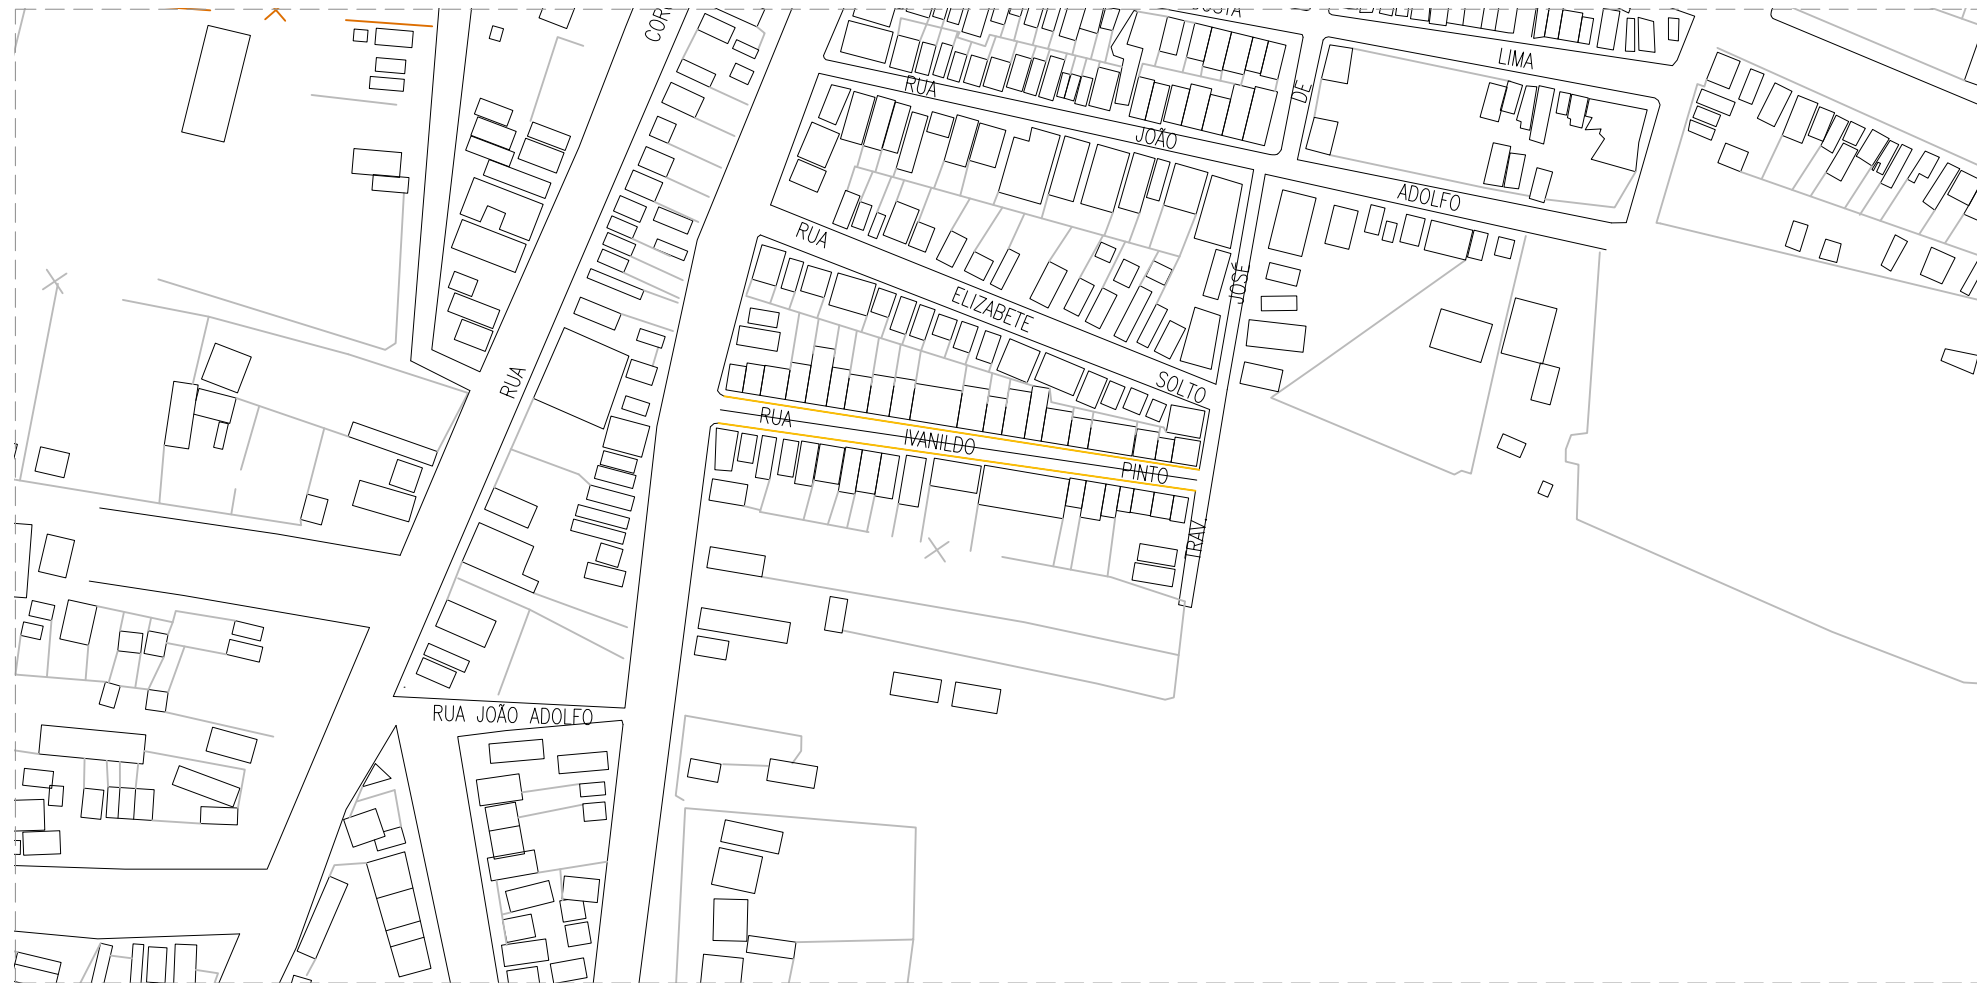 LIMA
RUA
DE
JOÃO
ADOLFO
RUA
JOSÉ
ELIZABETE
RUA
SOLTO
RUA
IVANILDO
PINTO
TRAV
RUA JOÃO ADOLFO